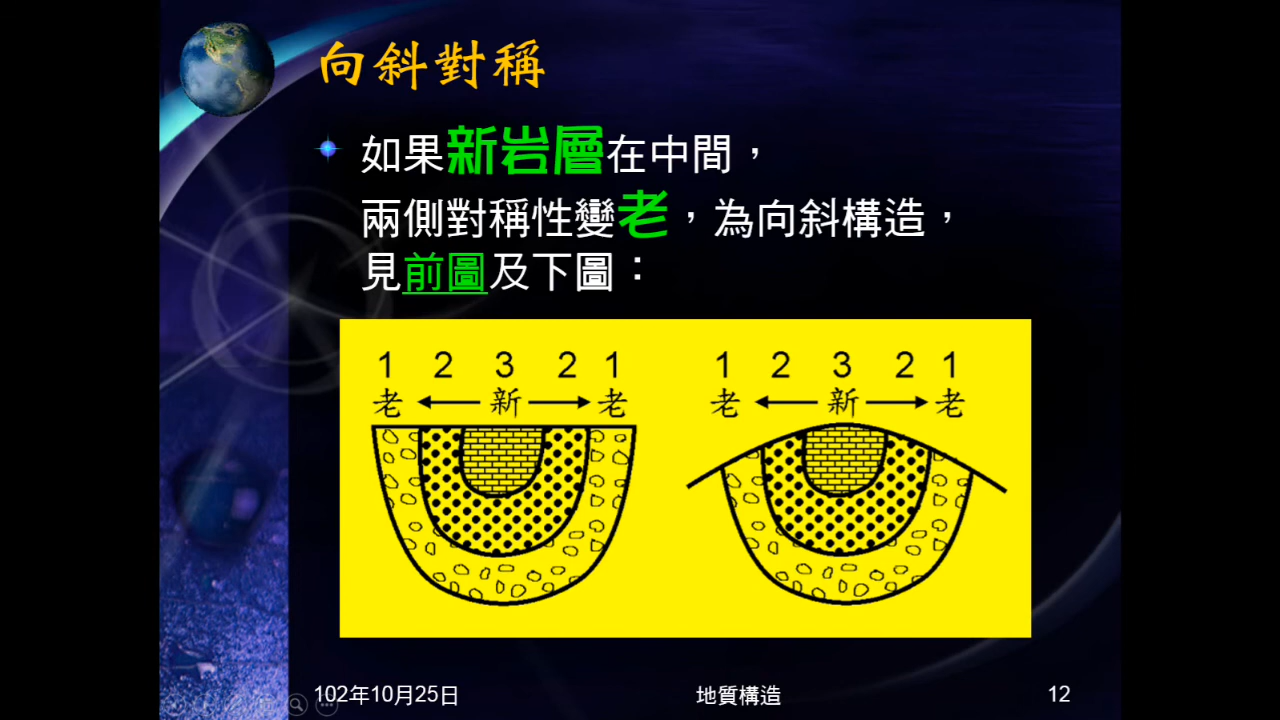 向斜對稱
如果新岩層在中間，
兩側對稱性變老，為向斜構造，
見前圖及下圖：
1 2 3 2 1
老 新 老
1 2 3 2 1
老 新 老
102年10月25日
地質構造
12